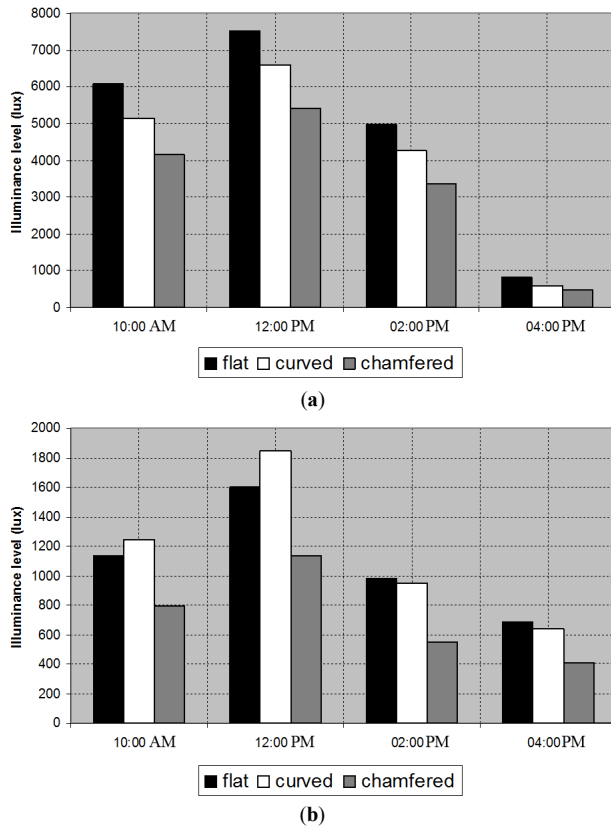 8000
7000
6000
5000
4000
3000
2000
1000
0
Illuminance level (lux)
10:00 AM 12:00 PM 02:00 PM 04:00 PM
flat curved chamfered
(a)
2000
1800
1600
1400
1200
1000
800
600
400
200
0
Illuminance level (lux)
10:00 AM 12:00 PM 02:00 PM 04:00 PM
flat curved chamfered
(b)